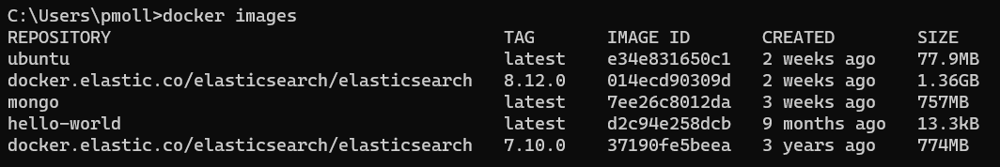 C:\Users\pmoll>docker images
REPOSITORY TAG IMAGE ID CREATED SIZE
ubuntu latest e34e831650c1 2 weeks ago 77.9MB
docker.elastic.co/elasticsearch/elasticsearch 8.12.0 014ecd90309d 2 weeks ago 1.36GB
mongo latest 7ee26c8012da 3 weeks ago 757MB
hello-world latest d2c94e258dcb 9 months ago 13.3kB
docker.elastic.co/elasticsearch/elasticsearch 7.10.0 37190fe5beea 3 years ago 774MB